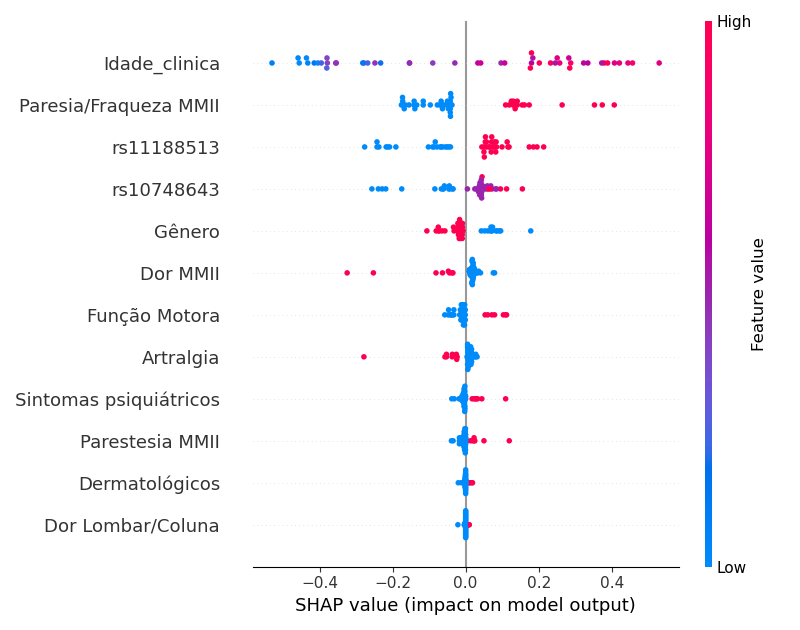 High
Idade_clinica
Paresia/Fraqueza MMII
rs11188513
rs10748643
Gênero
Dor MMII
Função Motora
Artralgia
Sintomas psiquiátricos
Parestesia MMII
Dermatológicos
Dor Lombar/Coluna
Feature value
Low
−0.4 −0.2 0.0 0.2 0.4
SHAP value (impact on model output)